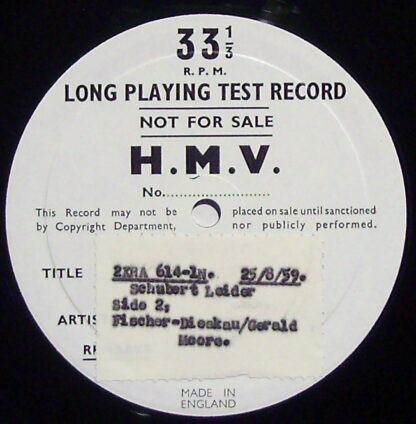 33 1/3
R. P. M.
LONG PLAYING TEST RECORD
NOT FOR SALE
H.M.V.
No...........................
This Record may not be placed on sale until sanctioned
by Copyright Department, nor publicly performed.
TITLE 2XHA 614-1N. 25/8/59.
Schubert Leider
Side 2,
ARTIS Fischer-Dieskau/Gerald
Moore.
MADE IN
ENGLAND